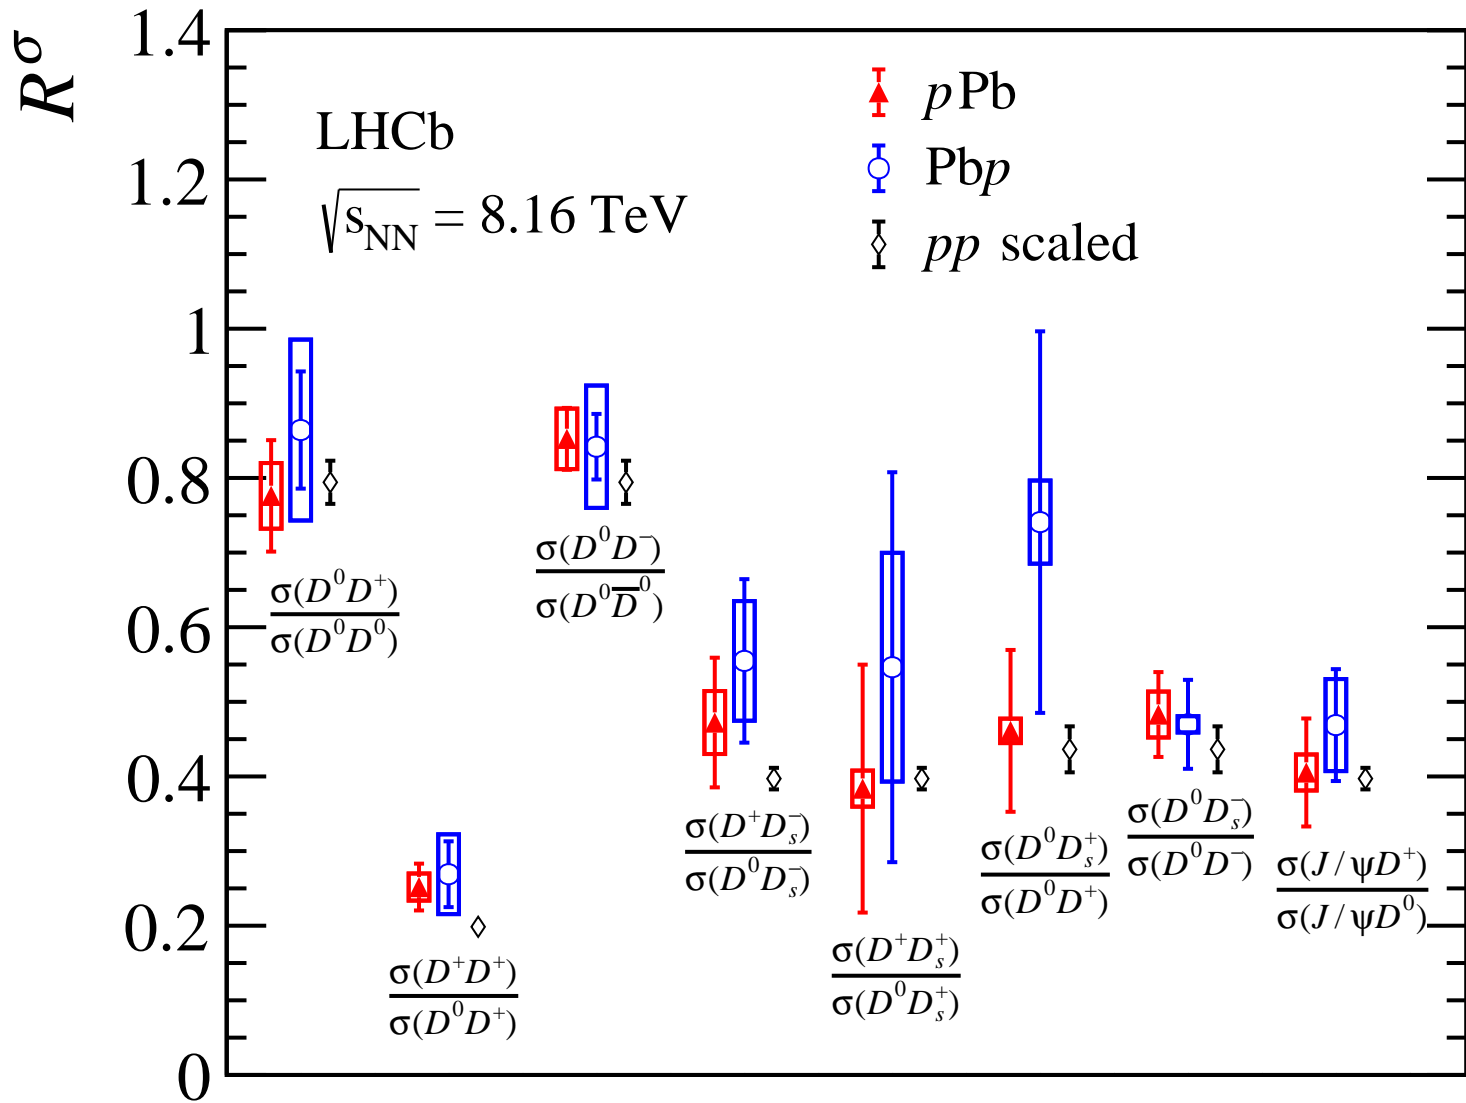 R^σ
1.4
1.2
1
0.8
0.6
0.4
0.2
0
LHCb
√s_NN = 8.16 TeV
pPb
Pbp
pp scaled
σ(D⁰D⁺)
σ(D⁰D⁰)
σ(D⁺D⁺)
σ(D⁰D⁺)
σ(D⁰D⁻)
σ(D⁰D̅⁰)
σ(D⁺D_s⁻)
σ(D⁰D_s⁻)
σ(D⁺D_s⁺)
σ(D⁰D_s⁺)
σ(D⁰D_s⁺)
σ(D⁰D⁺)
σ(D⁰D_s⁻)
σ(D⁰D⁻)
σ(J/ψD⁺)
σ(J/ψD⁰)